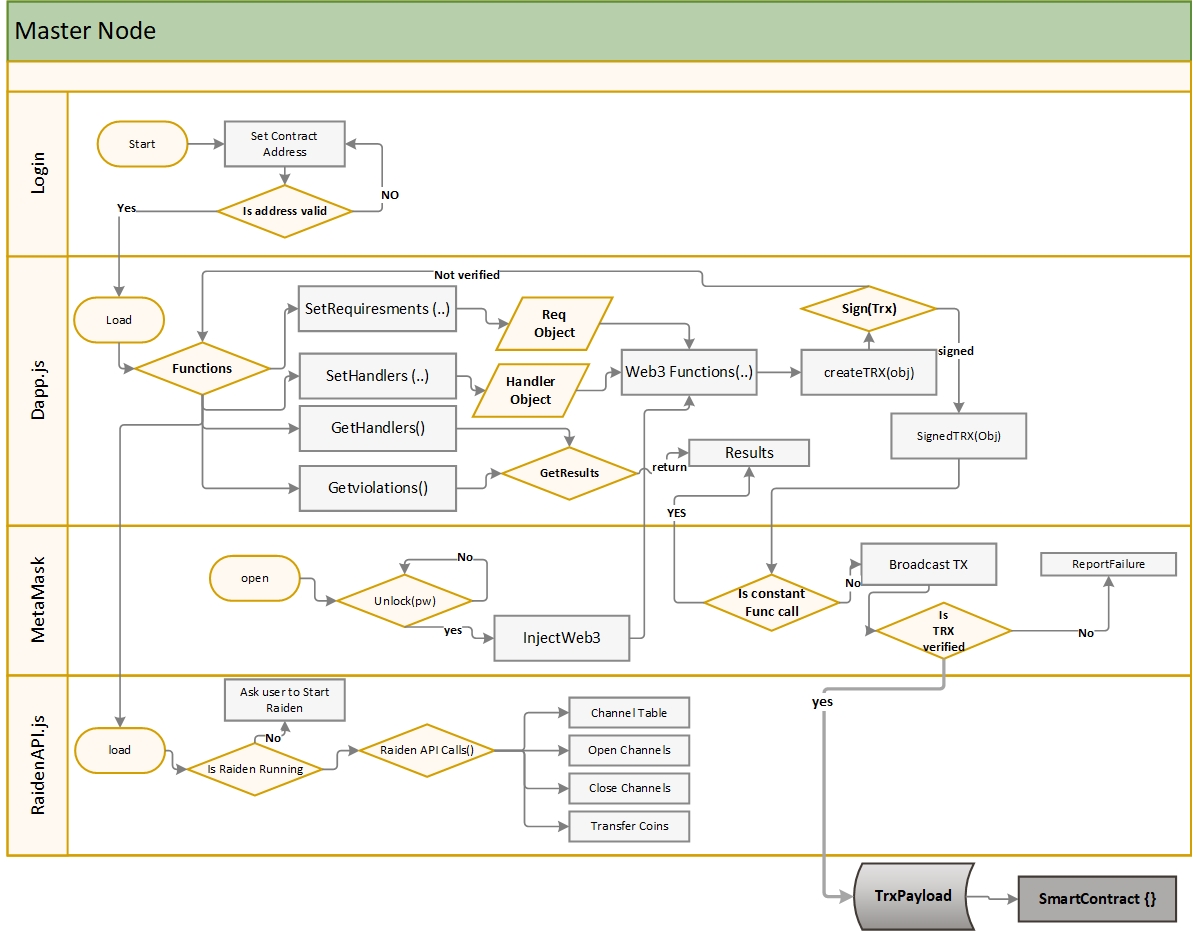 Master Node
Login
Start
Set Contract
Address
NO
Is address valid
Yes
Dapp.js
Load
Not verified
Functions
SetRequiresments (..)
Req
Object
SetHandlers (..)
Handler
Object
GetHandlers()
Getviolations()
GetResults
return
Results
Web3 Functions(..)
createTRX(obj)
Sign(Trx)
signed
SignedTRX(Obj)
YES
MetaMask
open
No
Unlock(pw)
yes
InjectWeb3
Is constant
Func call
No
Broadcast TX
Is
TRX
verified
No
ReportFailure
yes
RaidenAPI.js
load
Ask user to Start
Raiden
No
Is Raiden Running
Raiden API Calls()
Channel Table
Open Channels
Close Channels
Transfer Coins
TrxPayload
SmartContract {}